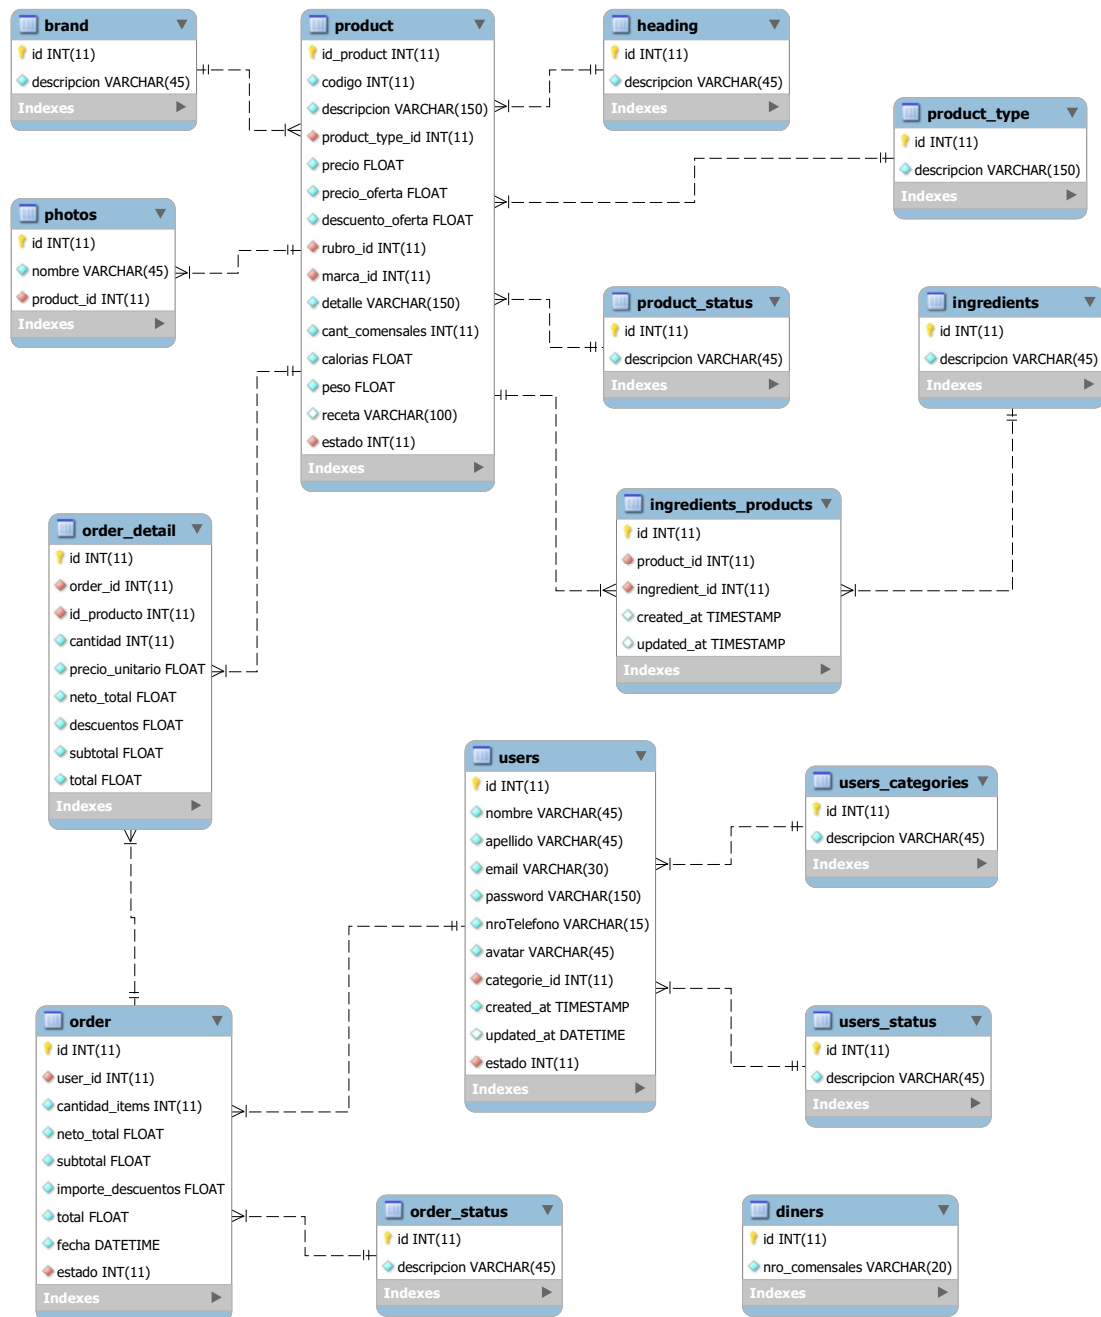 brand
id INT(11)
descripcion VARCHAR(45)
Indexes
product
id_product INT(11)
codigo INT(11)
descripcion VARCHAR(150)
product_type_id INT(11)
precio FLOAT
precio_oferta FLOAT
descuento_oferta FLOAT
rubro_id INT(11)
marca_id INT(11)
detalle VARCHAR(150)
cant_comensales INT(11)
calorias FLOAT
peso FLOAT
receta VARCHAR(100)
estado INT(11)
Indexes
heading
id INT(11)
descripcion VARCHAR(45)
Indexes
product_type
id INT(11)
descripcion VARCHAR(150)
Indexes
photos
id INT(11)
nombre VARCHAR(45)
product_id INT(11)
Indexes
product_status
id INT(11)
descripcion VARCHAR(45)
Indexes
ingredients
id INT(11)
descripcion VARCHAR(45)
Indexes
ingredients_products
id INT(11)
product_id INT(11)
ingredient_id INT(11)
created_at TIMESTAMP
updated_at TIMESTAMP
Indexes
order_detail
id INT(11)
order_id INT(11)
id_producto INT(11)
cantidad INT(11)
precio_unitario FLOAT
neto_total FLOAT
descuentos FLOAT
subtotal FLOAT
total FLOAT
Indexes
users
id INT(11)
nombre VARCHAR(45)
apellido VARCHAR(45)
email VARCHAR(30)
password VARCHAR(150)
nroTelefono VARCHAR(15)
avatar VARCHAR(45)
categorie_id INT(11)
created_at TIMESTAMP
updated_at DATETIME
estado INT(11)
Indexes
users_categories
id INT(11)
descripcion VARCHAR(45)
Indexes
users_status
id INT(11)
descripcion VARCHAR(45)
Indexes
order
id INT(11)
user_id INT(11)
cantidad_items INT(11)
neto_total FLOAT
subtotal FLOAT
importe_descuentos FLOAT
total FLOAT
fecha DATETIME
estado INT(11)
Indexes
order_status
id INT(11)
descripcion VARCHAR(45)
Indexes
diners
id INT(11)
nro_comensales VARCHAR(20)
Indexes